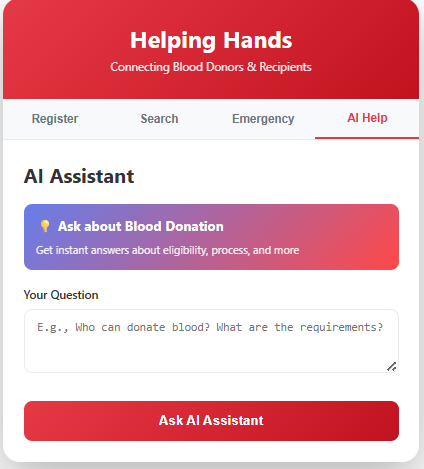 Helping Hands
Connecting Blood Donors & Recipients
Register Search Emergency AI Help
AI Assistant
💡 Ask about Blood Donation
Get instant answers about eligibility, process, and more
Your Question
E.g., Who can donate blood? What are the requirements?
Ask AI Assistant